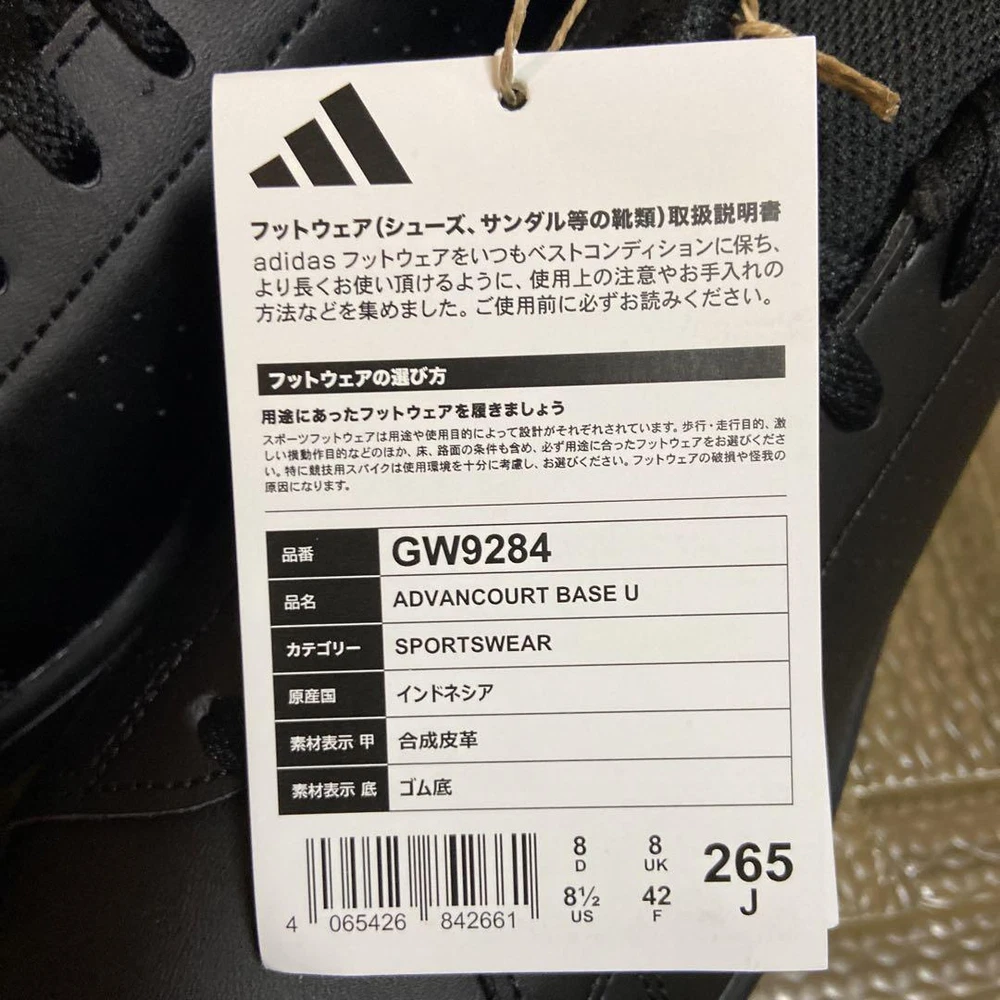 フットウェア(シューズ、サンダル等の靴類)取扱説明書
adidas フットウェアをいつもベストコンディションに保ち、
より長くお使い頂けるように、使用上の注意やお手入れの
方法などを集めました。ご使用前に必ずお読みください。
フットウェアの選び方
用途にあったフットウェアを履きましょう
スポーツフットウェアは用途や使用目的によって設計がそれぞれされています。歩行・走行目的、激
しい機動作目的などのほか、床、路面の条件も含め、必ず用途に合ったフットウェアをお選びくださ
い。特に競技用スパイクは使用環境を十分に考慮し、お選びください。フットウェアの破損や怪我の
原因になります。
品番 GW9284
品名 ADVANCOURT BASE U
カテゴリー SPORTSWEAR
原産国 インドネシア
素材表示 甲 合成皮革
素材表示 底 ゴム底
8 D 8 UK 265 J
8½ US 42 F
4 065426 842661